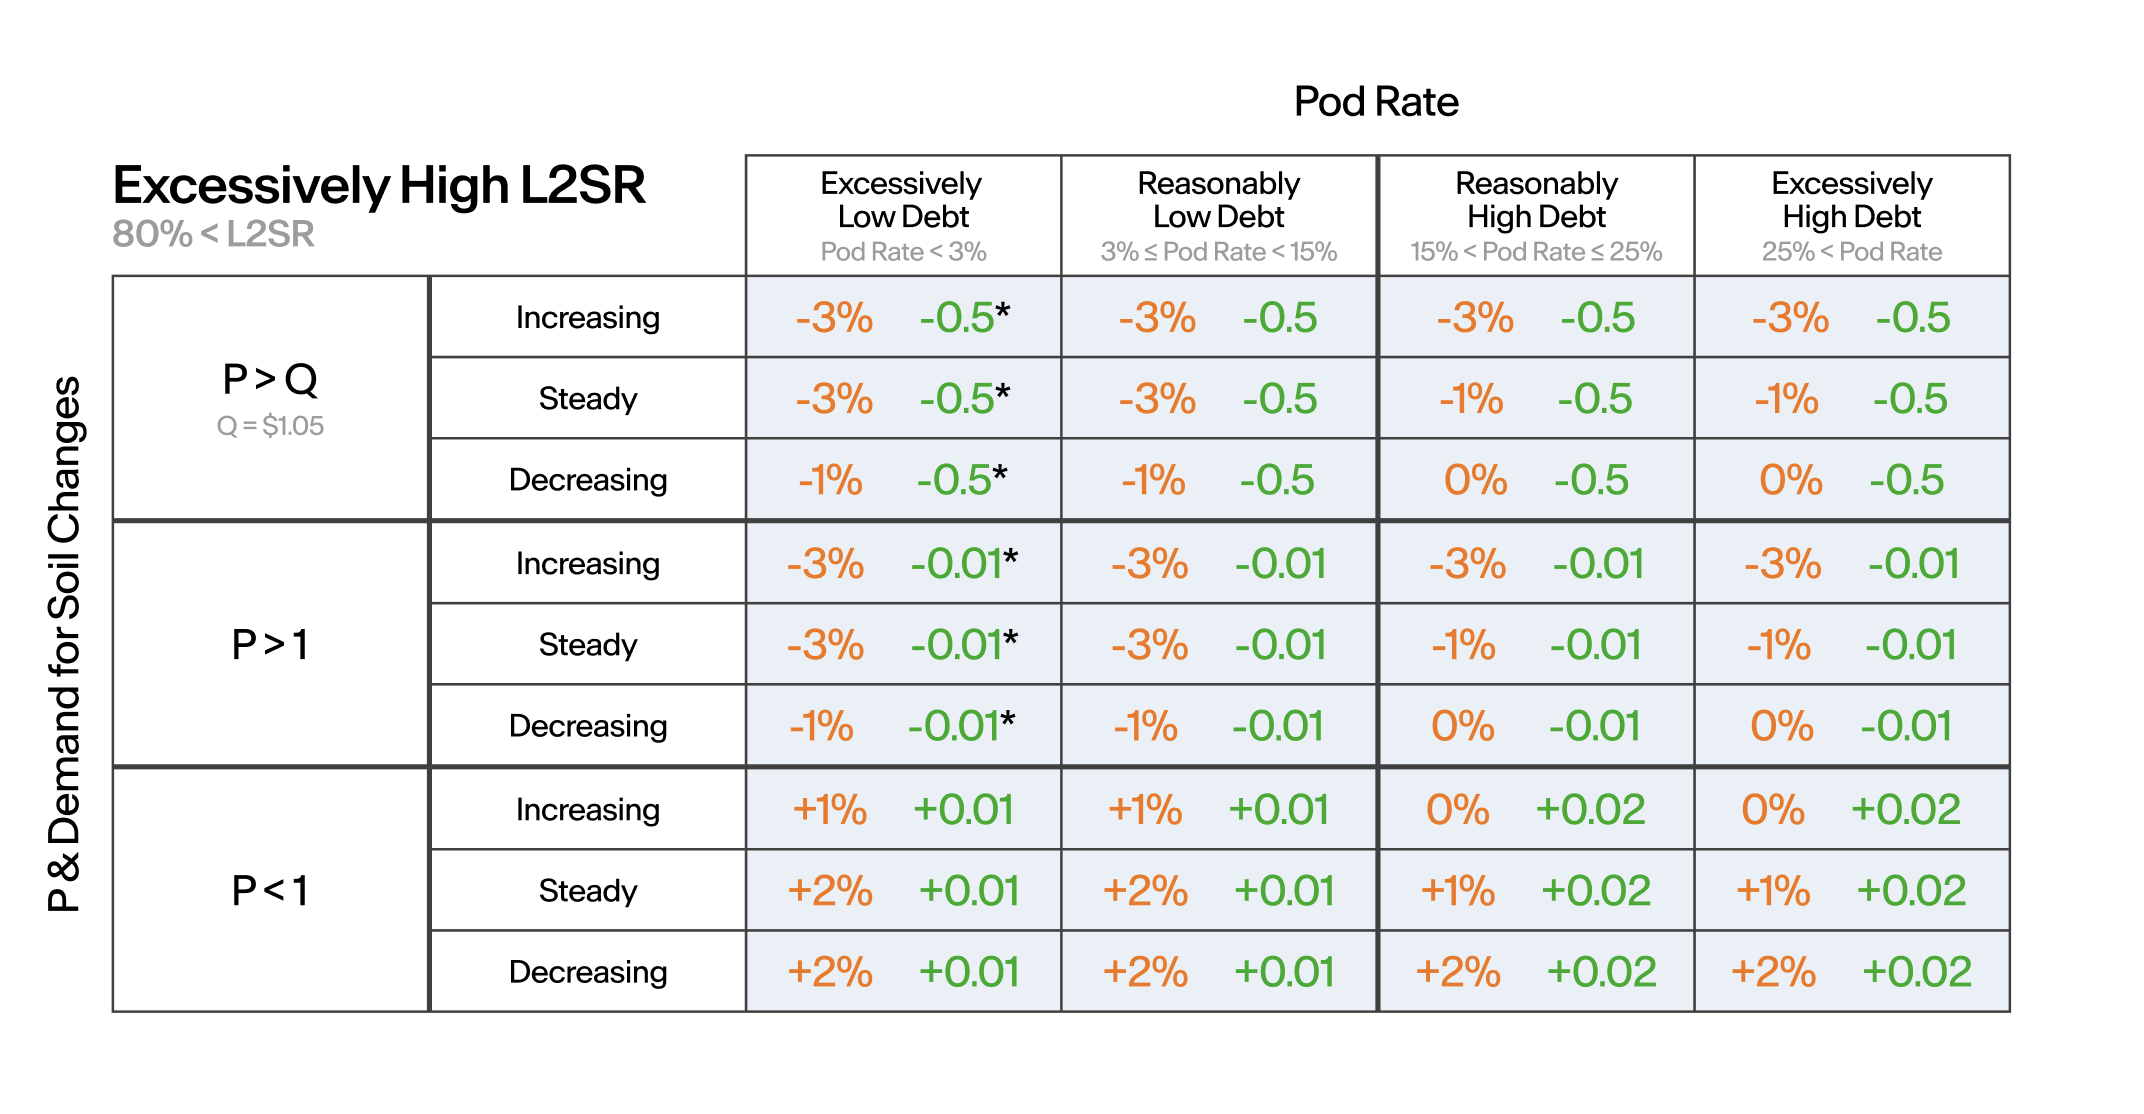 Pod Rate
Excessively High L2SR
80% < L2SR
Excessively
Low Debt
Pod Rate < 3%
Reasonably
Low Debt
3% ≤ Pod Rate < 15%
Reasonably
High Debt
15% < Pod Rate ≤ 25%
Excessively
High Debt
25% < Pod Rate
P & Demand for Soil Changes
P > Q
Q = $1.05
Increasing -3% -0.5* -3% -0.5 -3% -0.5 -3% -0.5
Steady -3% -0.5* -3% -0.5 -1% -0.5 -1% -0.5
Decreasing -1% -0.5* -1% -0.5 0% -0.5 0% -0.5
P > 1
Increasing -3% -0.01* -3% -0.01 -3% -0.01 -3% -0.01
Steady -3% -0.01* -3% -0.01 -1% -0.01 -1% -0.01
Decreasing -1% -0.01* -1% -0.01 0% -0.01 0% -0.01
P < 1
Increasing +1% +0.01 +1% +0.01 0% +0.02 0% +0.02
Steady +2% +0.01 +2% +0.01 +1% +0.02 +1% +0.02
Decreasing +2% +0.01 +2% +0.01 +2% +0.02 +2% +0.02